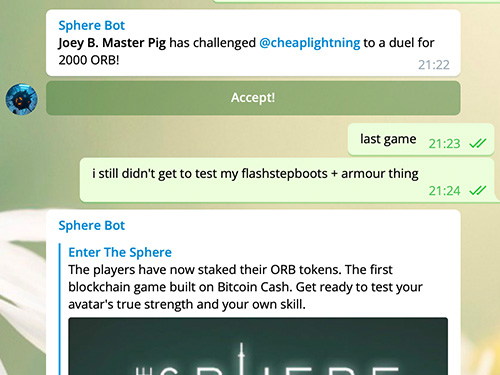 Sphere Bot
Joey B. Master Pig has challenged @cheaplightning to a duel for
2000 ORB!
21:22
Accept!
last game 21:23
i still didn't get to test my flashstepboots + armour thing
21:24
Sphere Bot
Enter The Sphere
The players have now staked their ORB tokens. The first
blockchain game built on Bitcoin Cash. Get ready to test your
avatar's true strength and your own skill.
SPHERE